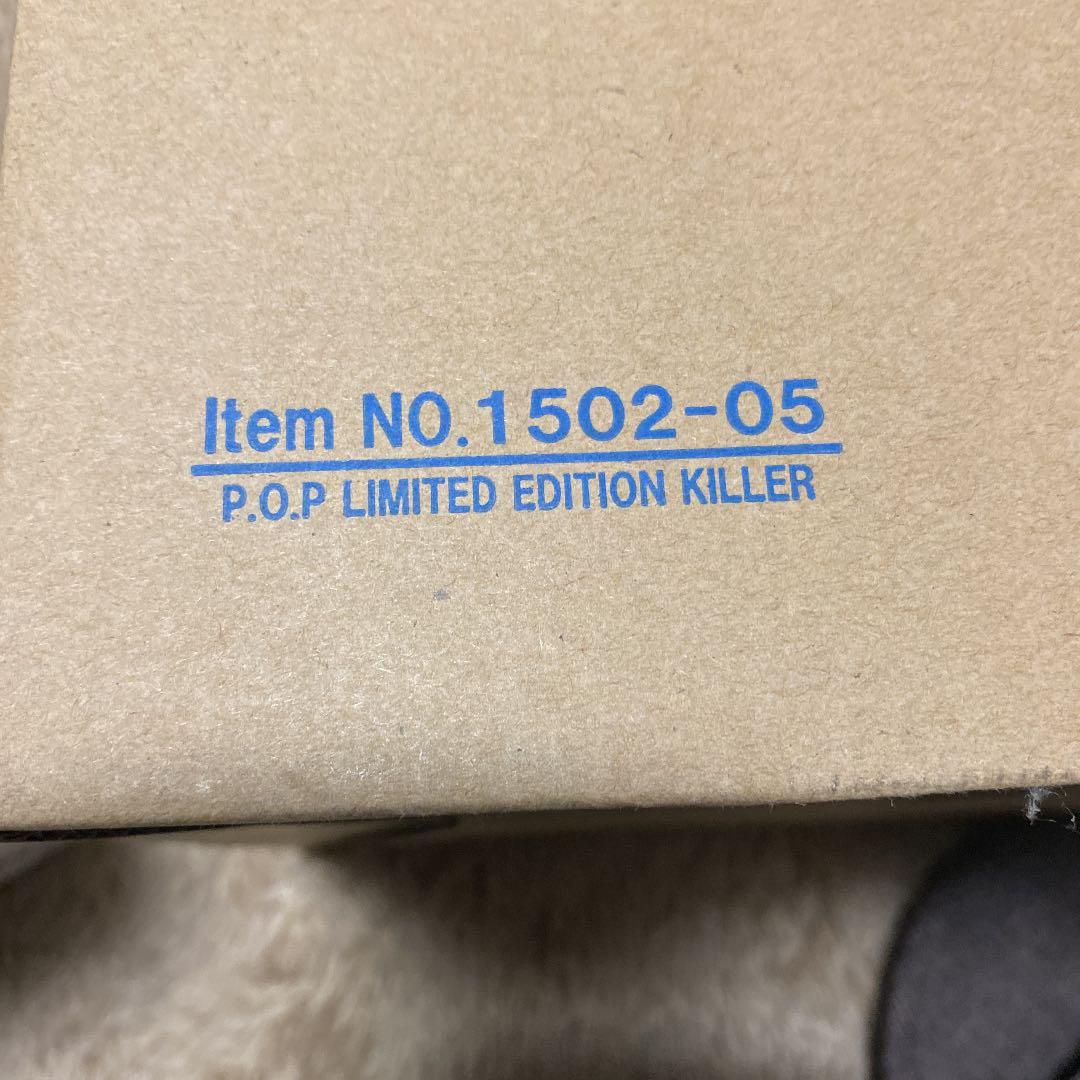 Item NO.1502-05
P.O.P LIMITED EDITION KILLER